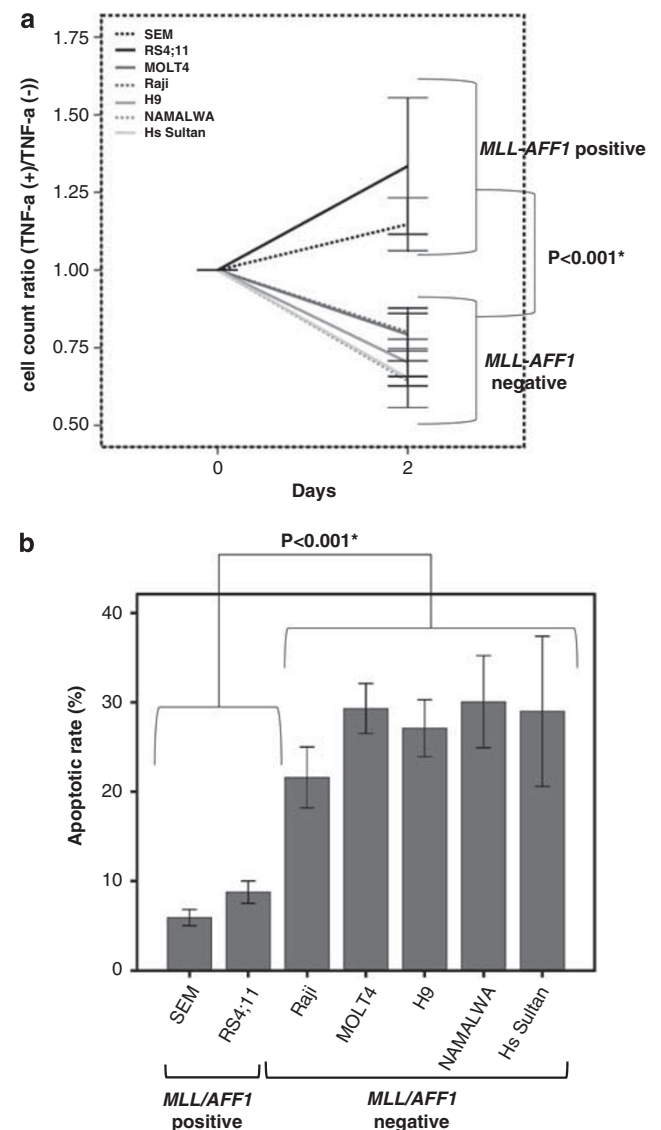 a
cell count ratio (TNF-a (+)/TNF-a (-))
1.75
1.50
1.25
1.00
0.75
0.50
SEM
RS4;11
MOLT4
Raji
H9
NAMALWA
Hs Sultan
MLL-AFF1 positive
P<0.001*
MLL-AFF1
negative
0
2
Days
b
P<0.001*
Apoptotic rate (%)
40
30
20
10
0
SEM
RS4;11
Raji
MOLT4
H9
NAMALWA
Hs Sultan
MLL/AFF1
positive
MLL/AFF1
negative